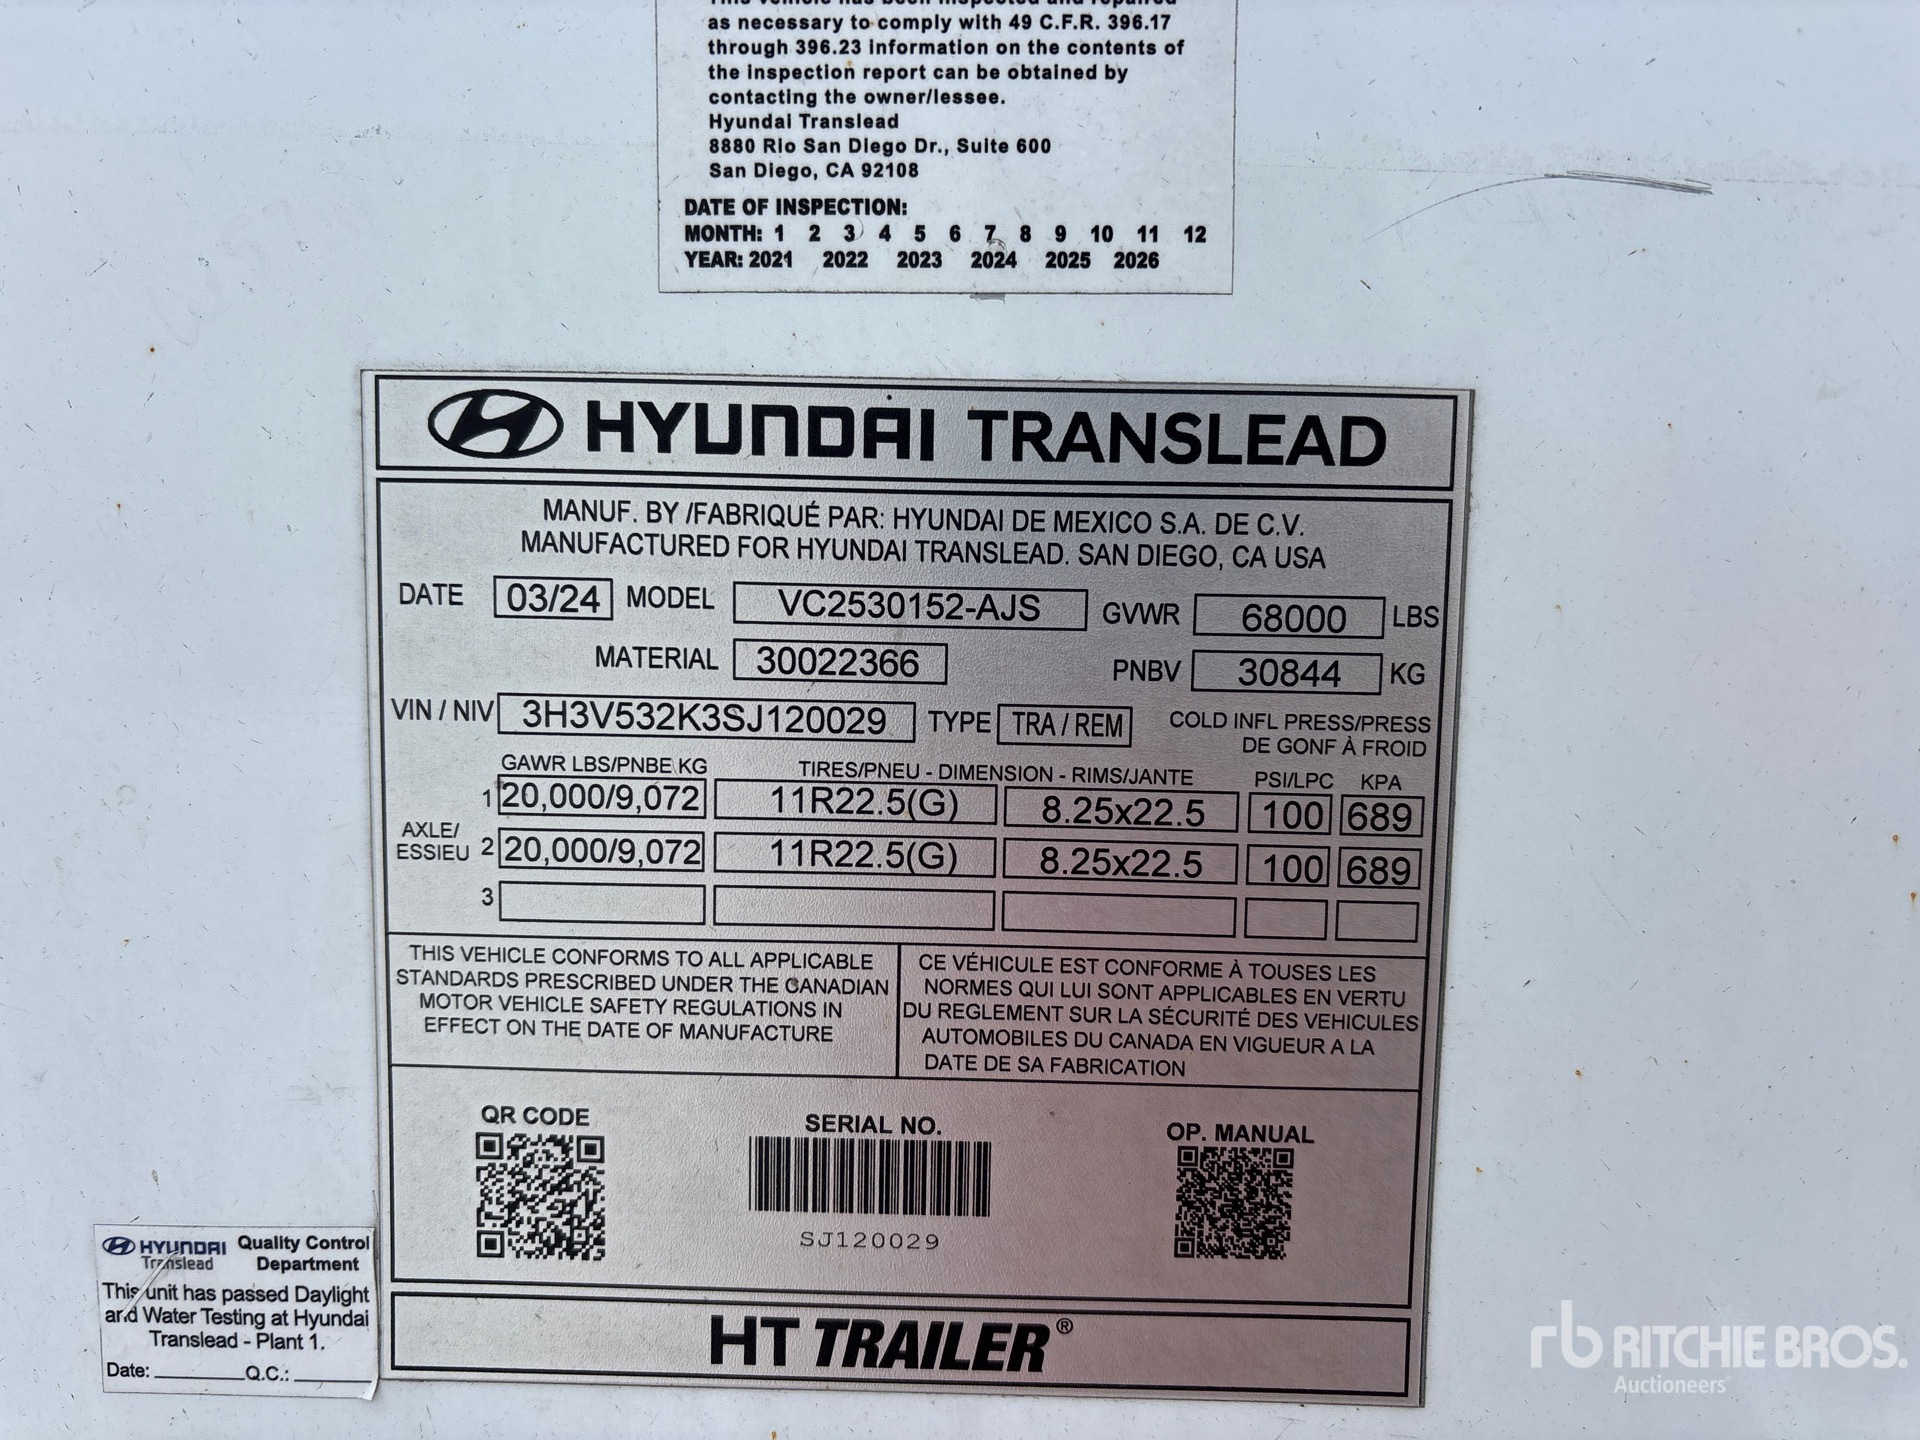 This vehicle has been inspected and repaired
as necessary to comply with 49 C.F.R. 396.17
through 396.23 information on the contents of
the inspection report can be obtained by
contacting the owner/lessee.
Hyundai Translead
8880 Rio San Diego Dr., Suite 600
San Diego, CA 92108
DATE OF INSPECTION:
MONTH: 1 2 3 4 5 6 7 8 9 10 11 12
YEAR: 2021 2022 2023 2024 2025 2026
HYUNDAI TRANSLEAD
MANUF. BY /FABRIQUÉ PAR: HYUNDAI DE MEXICO S.A. DE C.V.
MANUFACTURED FOR HYUNDAI TRANSLEAD. SAN DIEGO, CA USA
DATE 03/24 MODEL VC2530152-AJS GVWR 68000 LBS
MATERIAL 30022366 PNBV 30844 KG
VIN / NIV 3H3V532K3SJ120029 TYPE TRA / REM COLD INFL PRESS/PRESS
DE GONF À FROID
GAWR LBS/PNBE KG TIRES/PNEU - DIMENSION - RIMS/JANTE PSI/LPC KPA
1 20,000/9,072 11R22.5(G) 8.25x22.5 100 689
AXLE/
ESSIEU 2 20,000/9,072 11R22.5(G) 8.25x22.5 100 689
3
THIS VEHICLE CONFORMS TO ALL APPLICABLE
STANDARDS PRESCRIBED UNDER THE CANADIAN
MOTOR VEHICLE SAFETY REGULATIONS IN
EFFECT ON THE DATE OF MANUFACTURE
CE VÉHICULE EST CONFORME À TOUSES LES
NORMES QUI LUI SONT APPLICABLES EN VERTU
DU REGLEMENT SUR LA SÉCURITÉ DES VEHICULES
AUTOMOBILES DU CANADA EN VIGUEUR A LA
DATE DE SA FABRICATION
QR CODE
SERIAL NO.
SJ120029
OP. MANUAL
HT TRAILER®
HYUNDAI
Translead
Quality Control
Department
This unit has passed Daylight
and Water Testing at Hyundai
Translead - Plant 1.
Date: ________Q.C.: ________
rb RITCHIE BROS.
Auctioneers